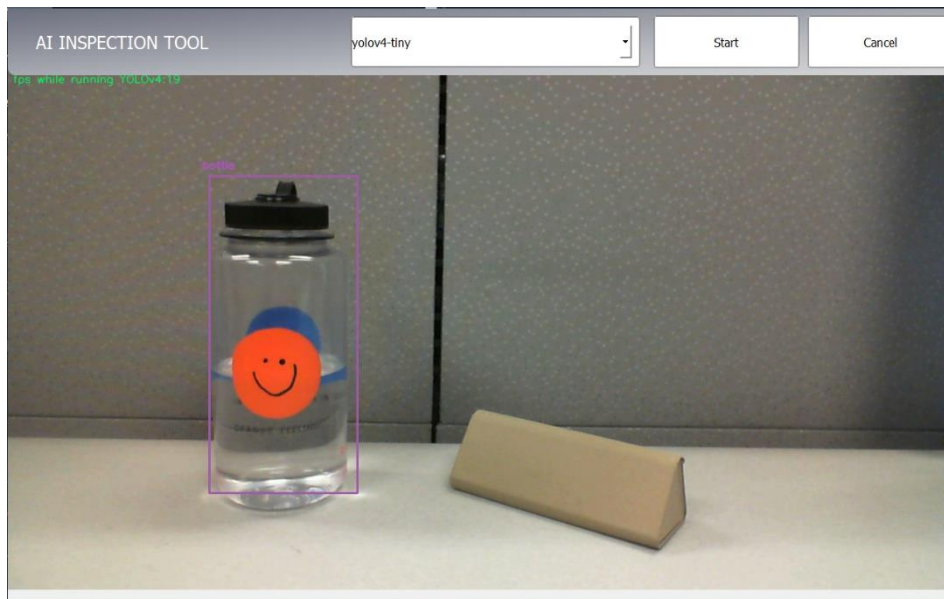 AI INSPECTION TOOL
yolov4-tiny
Start
Cancel
fps while running YOLOv4:19
bottle